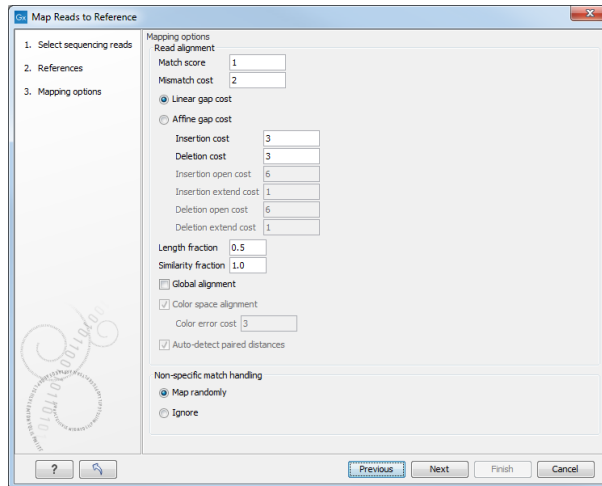 Gx Map Reads to Reference
1. Select sequencing reads
2. References
3. Mapping options
Mapping options
Read alignment
Match score 1
Mismatch cost 2
Linear gap cost
Affine gap cost
Insertion cost 3
Deletion cost 3
Insertion open cost 6
Insertion extend cost 1
Deletion open cost 6
Deletion extend cost 1
Length fraction 0.5
Similarity fraction 1.0
Global alignment
Color space alignment
Color error cost 3
Auto-detect paired distances
Non-specific match handling
Map randomly
Ignore
? Previous Next Finish Cancel